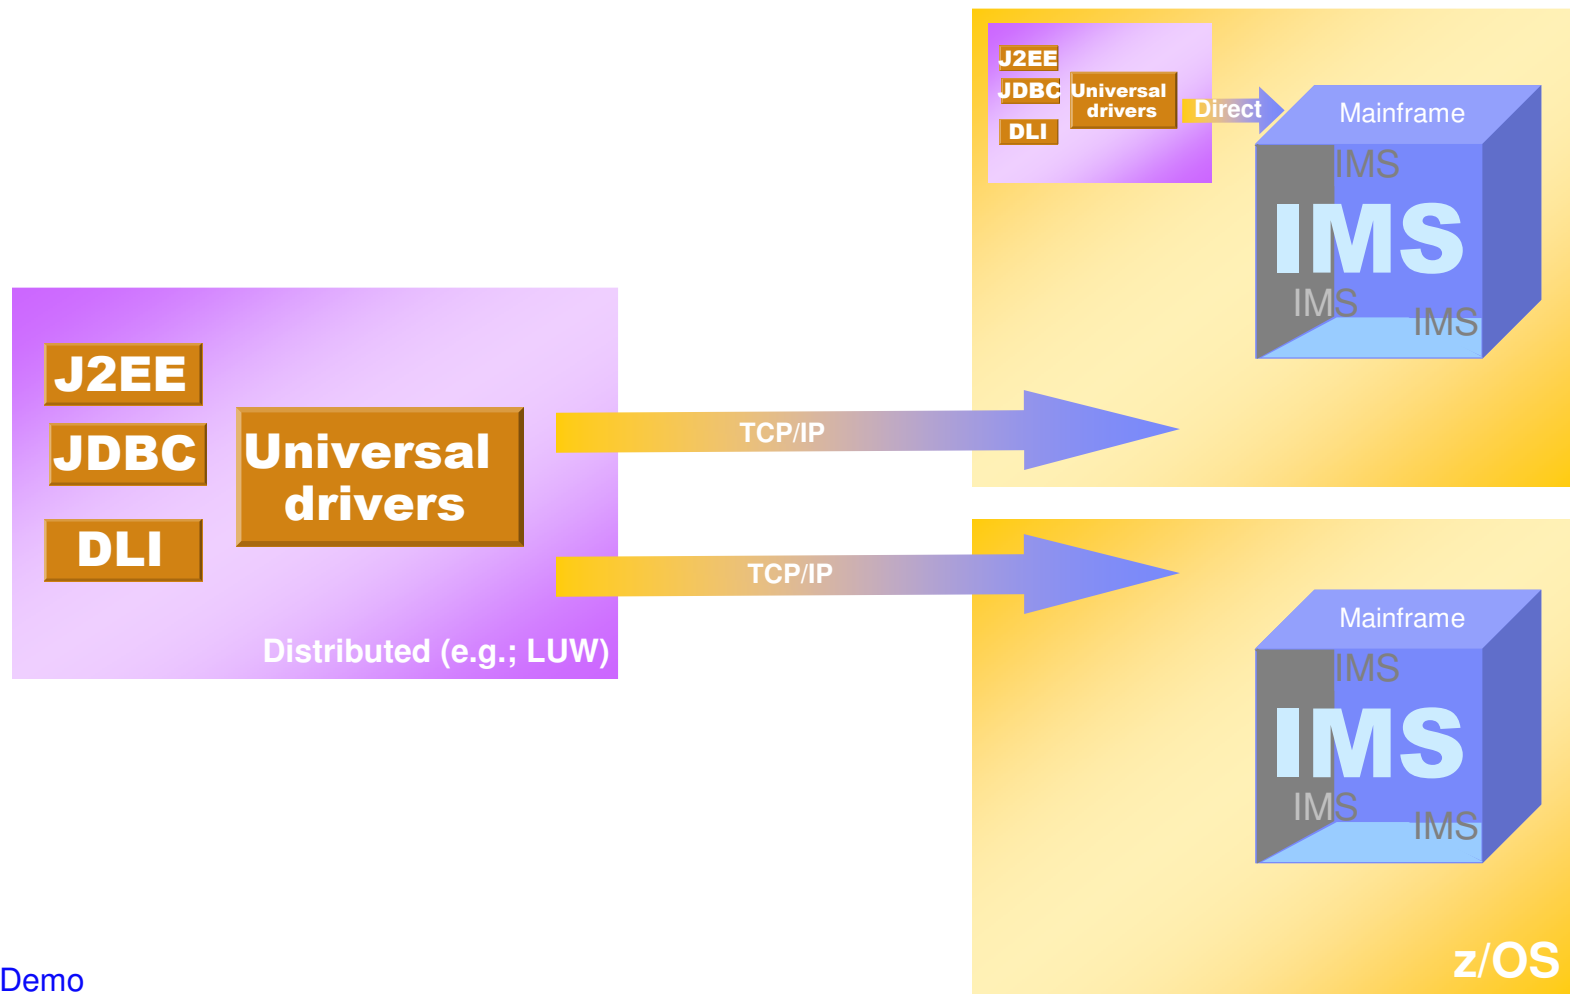 J2EE
JDBC
DLI
Universal
drivers
Direct
Mainframe
IMS
IMS
IMS
IMS
J2EE
JDBC
DLI
Universal
drivers
Distributed (e.g.; LUW)
TCP/IP
TCP/IP
Mainframe
IMS
IMS
IMS
IMS
z/OS
Demo